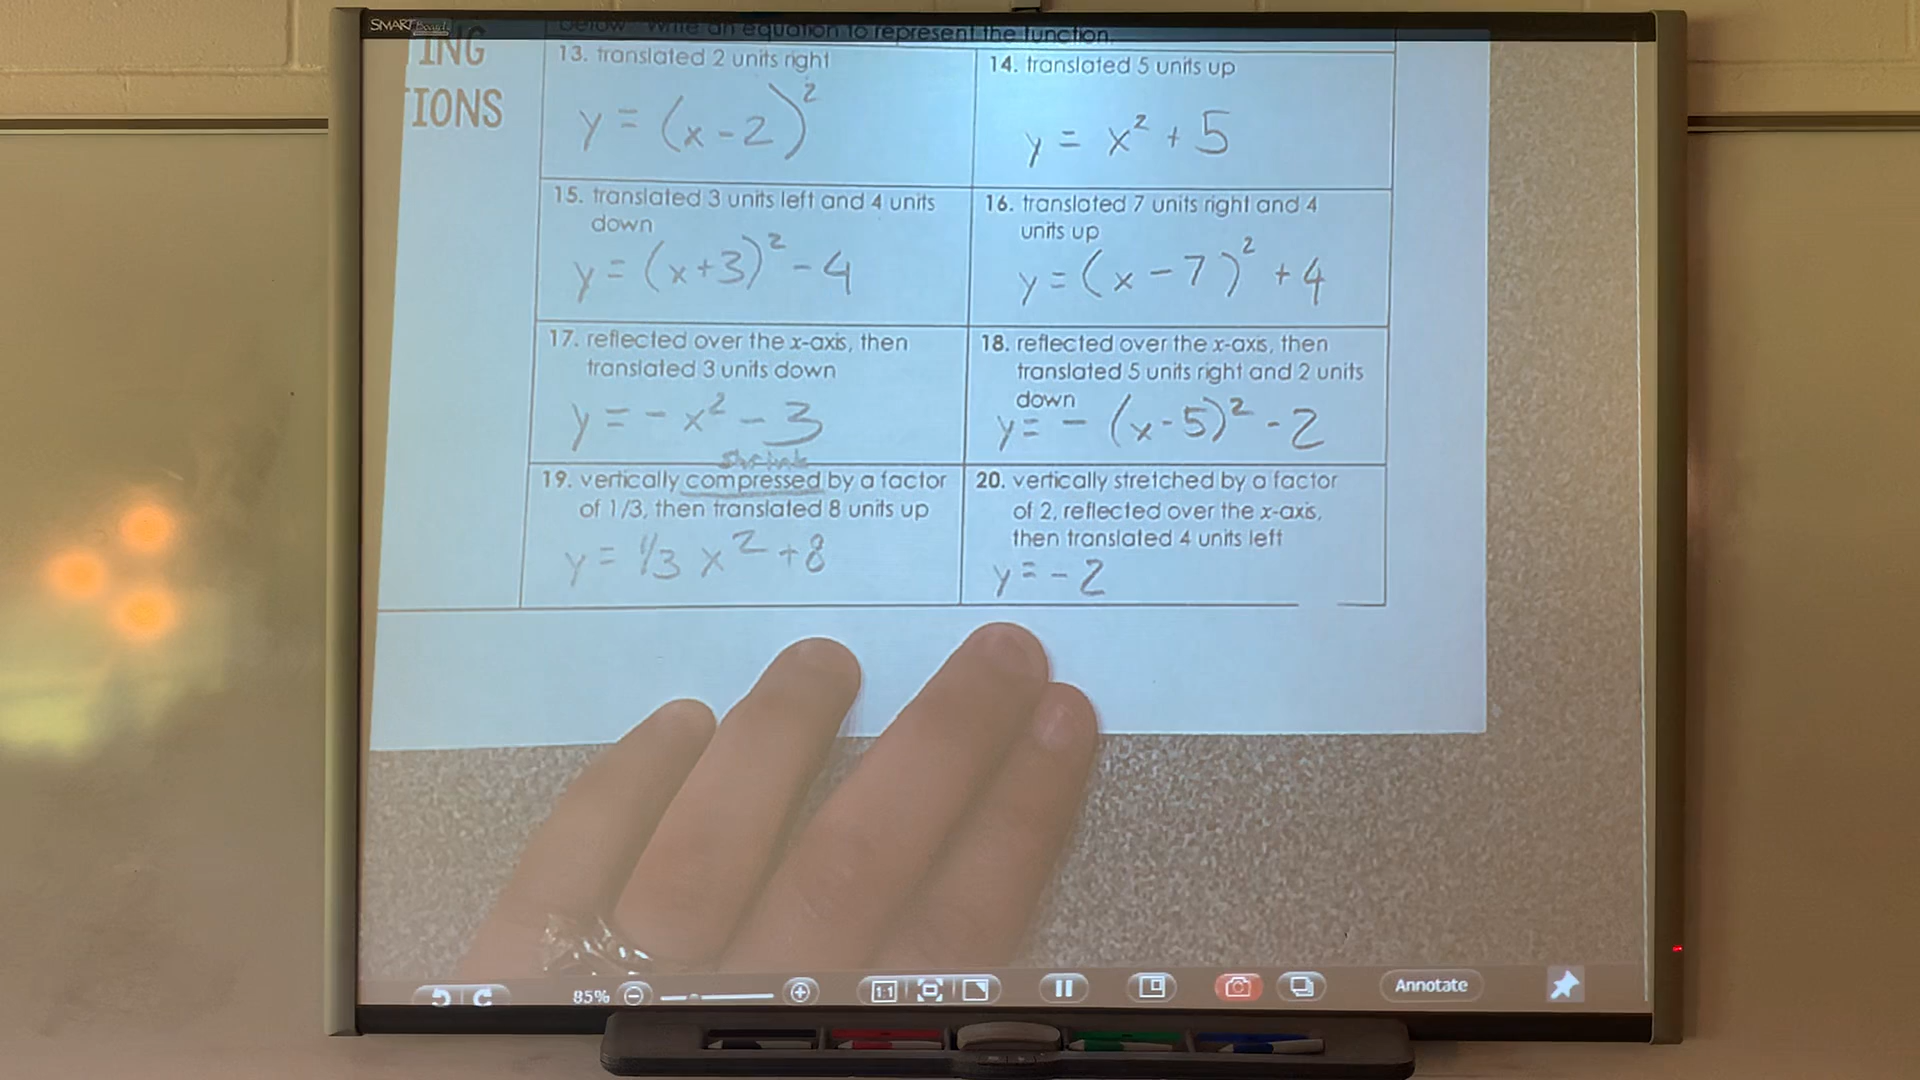 SMART Board
ING
IONS
below. Write an equation to represent the function.
13. translated 2 units right
y = (x-2)²
14. translated 5 units up
y = x² + 5
15. translated 3 units left and 4 units
down
y = (x+3)² - 4
16. translated 7 units right and 4
units up
y = (x - 7)² + 4
17. reflected over the x-axis, then
translated 3 units down
y = - x² - 3
18. reflected over the x-axis, then
translated 5 units right and 2 units
down
y = - (x-5)² - 2
shrink
19. vertically compressed by a factor
of 1/3, then translated 8 units up
y = 1/3 x² + 8
20. vertically stretched by a factor
of 2, reflected over the x-axis,
then translated 4 units left
y = - 2
85%
1:1
Annotate